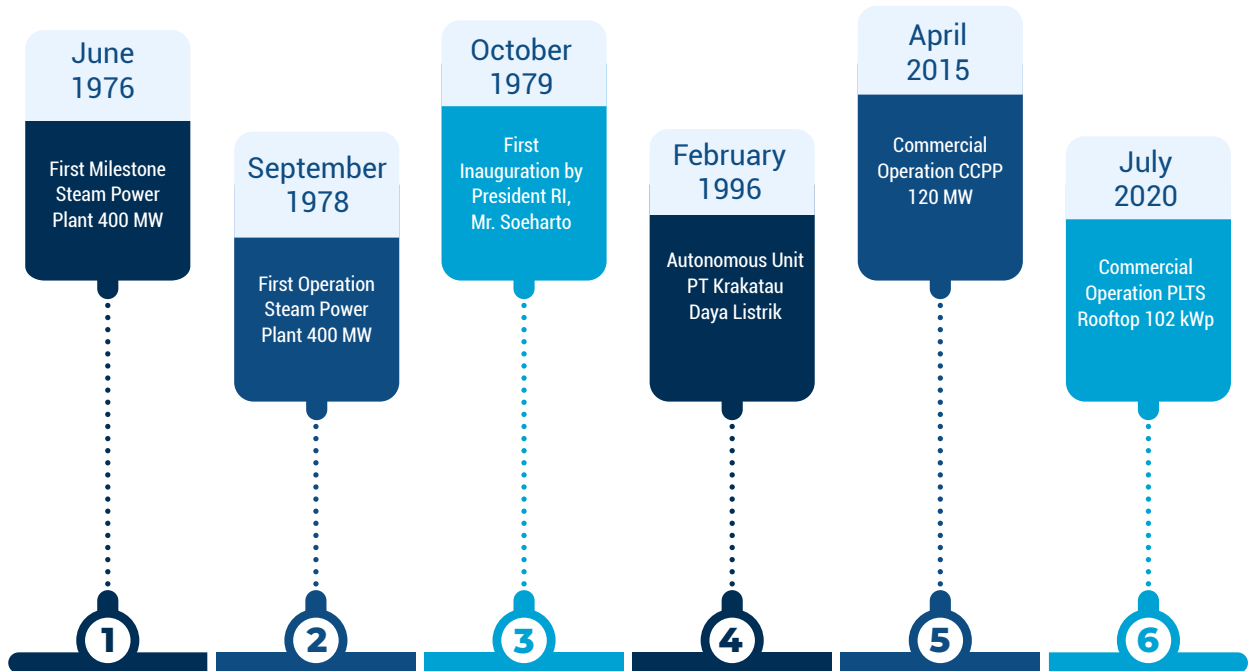 June
1976
First Milestone
Steam Power
Plant 400 MW
September
1978
First Operation
Steam Power
Plant 400 MW
October
1979
First
Inauguration by
President RI,
Mr. Soeharto
February
1996
Autonomous Unit
PT Krakatau
Daya Listrik
April
2015
Commercial
Operation CCPP
120 MW
July
2020
Commercial
Operation PLTS
Rooftop 102 kWp
1
2
3
4
5
6